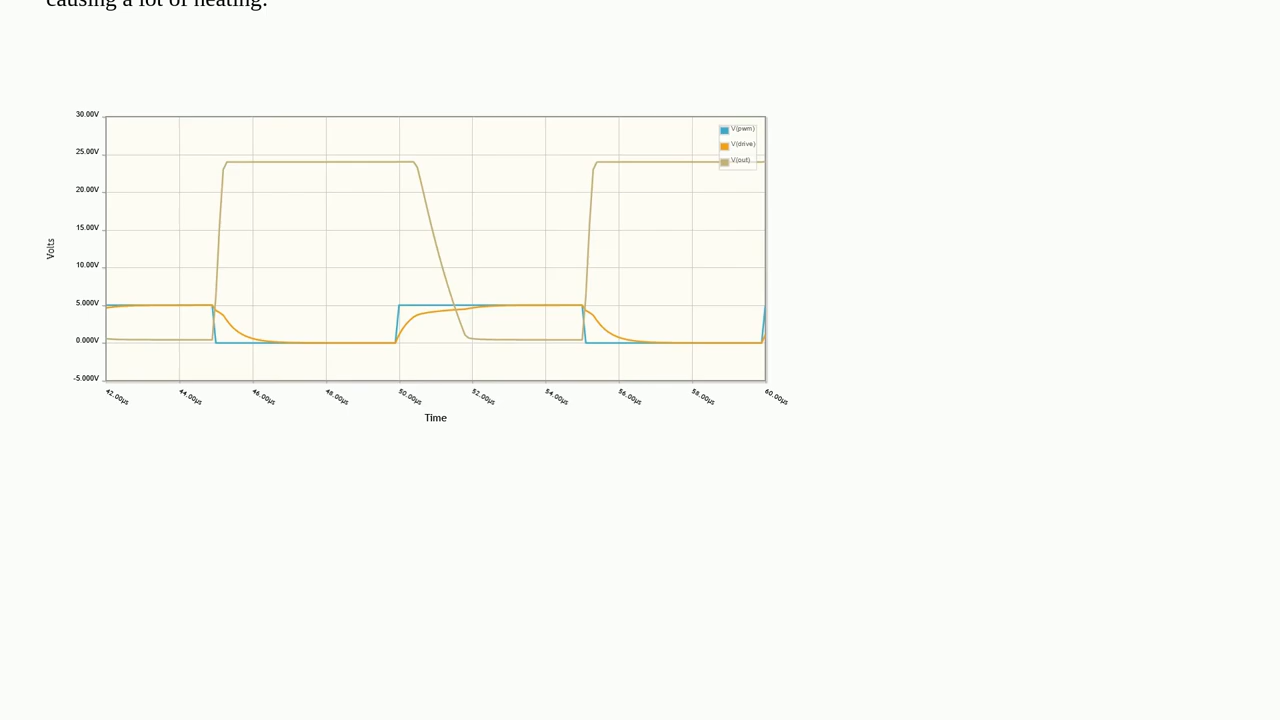 causing a lot of heating.
30.00V
25.00V
20.00V
15.00V
10.00V
5.000V
0.000V
-5.000V
Volts
V(pwm)
V(drive)
V(out)
42.00µs
44.00µs
46.00µs
48.00µs
50.00µs
52.00µs
54.00µs
56.00µs
58.00µs
60.00µs
Time